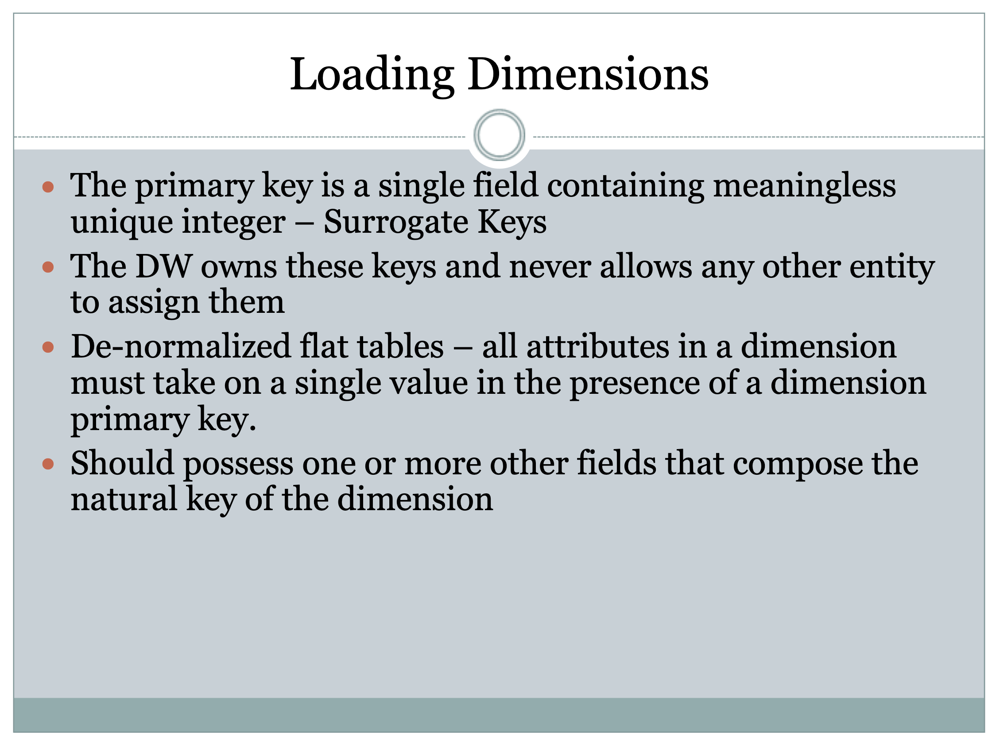 Loading Dimensions
• The primary key is a single field containing meaningless
unique integer – Surrogate Keys
• The DW owns these keys and never allows any other entity
to assign them
• De-normalized flat tables – all attributes in a dimension
must take on a single value in the presence of a dimension
primary key.
• Should possess one or more other fields that compose the
natural key of the dimension